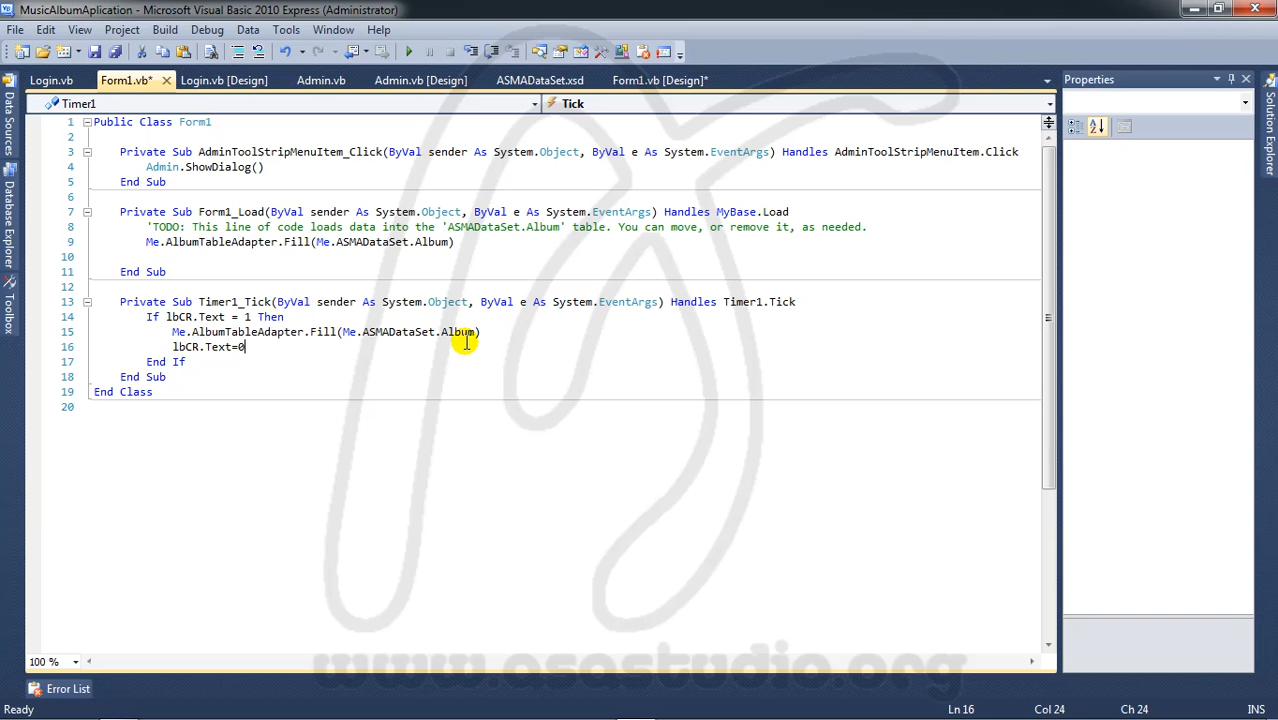 MusicAlbumAplication - Microsoft Visual Basic 2010 Express (Administrator)
File Edit View Project Build Debug Data Tools Window Help
Login.vb Form1.vb* Login.vb [Design] Admin.vb Admin.vb [Design] ASMADataSet.xsd Form1.vb [Design]* Properties
Timer1 Tick
1 Public Class Form1
2
3 Private Sub AdminToolStripMenuItem_Click(ByVal sender As System.Object, ByVal e As System.EventArgs) Handles AdminToolStripMenuItem.Click
4 Admin.ShowDialog()
5 End Sub
6
7 Private Sub Form1_Load(ByVal sender As System.Object, ByVal e As System.EventArgs) Handles MyBase.Load
8 'TODO: This line of code loads data into the 'ASMADataSet.Album' table. You can move, or remove it, as needed.
9 Me.AlbumTableAdapter.Fill(Me.ASMADataSet.Album)
10
11 End Sub
12
13 Private Sub Timer1_Tick(ByVal sender As System.Object, ByVal e As System.EventArgs) Handles Timer1.Tick
14 If lbCR.Text = 1 Then
15 Me.AlbumTableAdapter.Fill(Me.ASMADataSet.Album)
16 lbCR.Text=0
17 End If
18 End Sub
19 End Class
20
Data Sources
Database Explorer
Toolbox
Solution Explorer
100 %
www.asastudio.org
Error List
Ready Ln 16 Col 24 Ch 24 INS